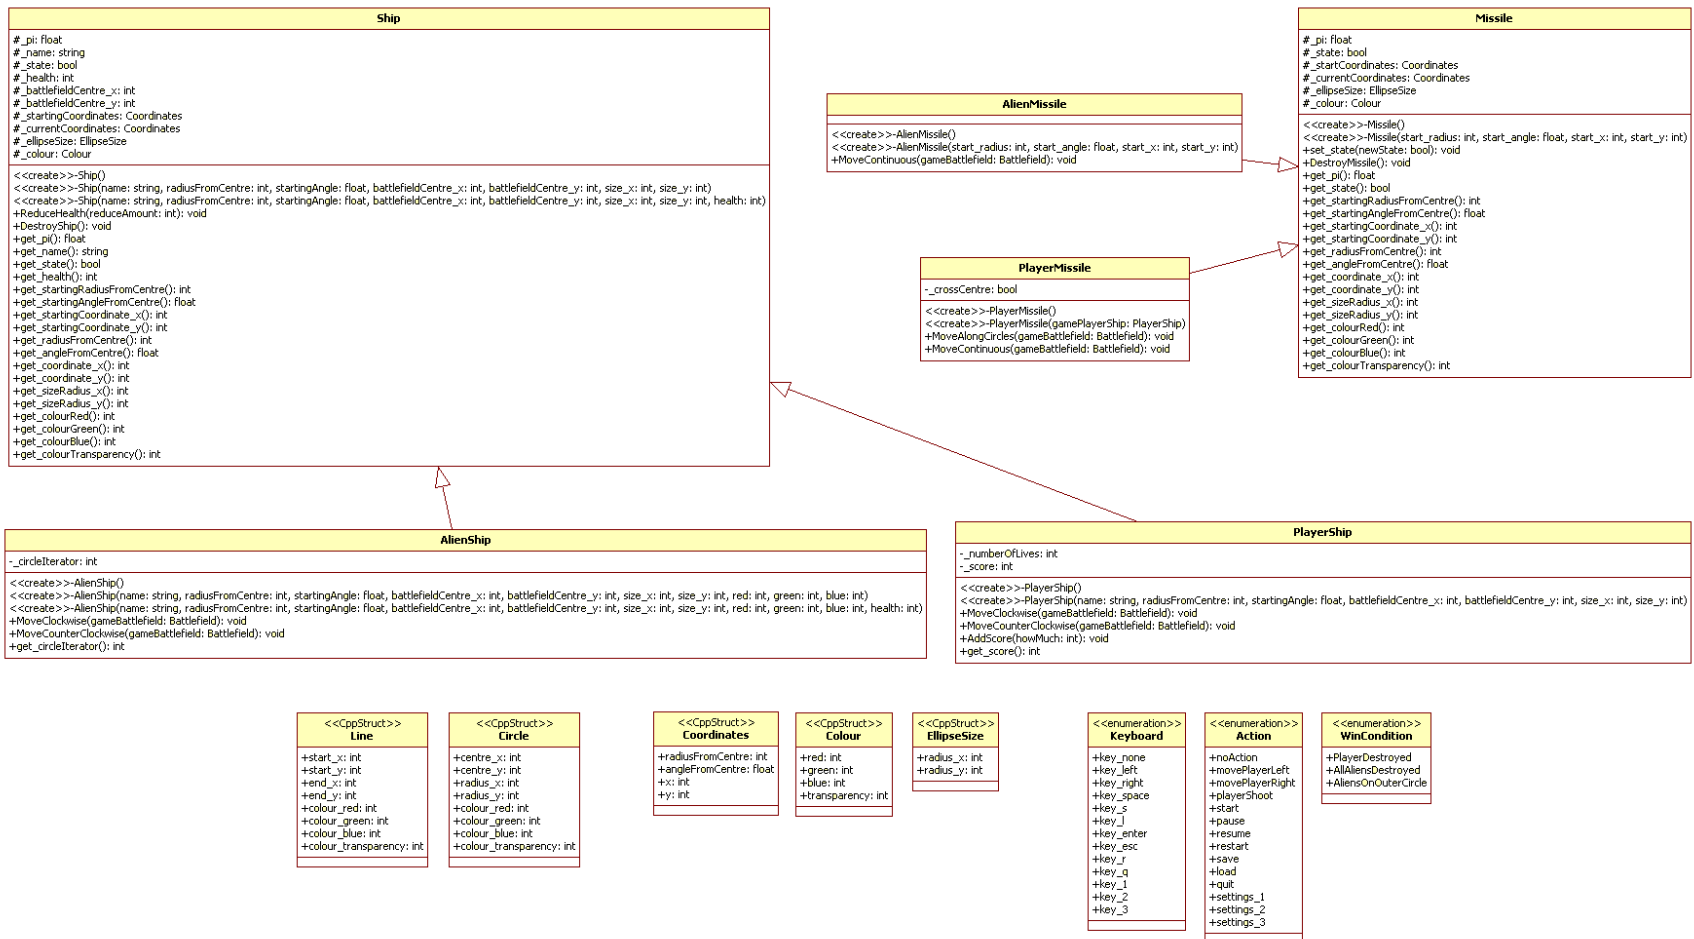 Ship
#_pi: float
#_name: string
#_state: bool
#_health: int
#_battlefieldCentre_x: int
#_battlefieldCentre_y: int
#_startingCoordinates: Coordinates
#_currentCoordinates: Coordinates
#_ellipseSize: EllipseSize
#_colour: Colour
<<create>>-Ship()
<<create>>-Ship(name: string, radiusFromCentre: int, startingAngle: float, battlefieldCentre_x: int, battlefieldCentre_y: int, size_x: int, size_y: int)
<<create>>-Ship(name: string, radiusFromCentre: int, startingAngle: float, battlefieldCentre_x: int, battlefieldCentre_y: int, size_x: int, size_y: int, health: int)
+ReduceHealth(reduceAmount: int): void
+DestroyShip(): void
+get_pi(): float
+get_name(): string
+get_state(): bool
+get_health(): int
+get_startingRadiusFromCentre(): int
+get_startingAngleFromCentre(): float
+get_startingCoordinate_x(): int
+get_startingCoordinate_y(): int
+get_radiusFromCentre(): int
+get_angleFromCentre(): float
+get_coordinate_x(): int
+get_coordinate_y(): int
+get_sizeRadius_x(): int
+get_sizeRadius_y(): int
+get_colourRed(): int
+get_colourGreen(): int
+get_colourBlue(): int
+get_colourTransparency(): int
AlienMissile
<<create>>-AlienMissile()
<<create>>-AlienMissile(start_radius: int, start_angle: float, start_x: int, start_y: int)
+MoveContinuous(gameBattlefield: Battlefield): void
PlayerMissile
-_crossCentre: bool
<<create>>-PlayerMissile()
<<create>>-PlayerMissile(gamePlayerShip: PlayerShip)
+MoveAlongCircles(gameBattlefield: Battlefield): void
+MoveContinuous(gameBattlefield: Battlefield): void
Missile
#_pi: float
#_state: bool
#_startCoordinates: Coordinates
#_currentCoordinates: Coordinates
#_ellipseSize: EllipseSize
#_colour: Colour
<<create>>-Missile()
<<create>>-Missile(start_radius: int, start_angle: float, start_x: int, start_y: int)
+set_state(newState: bool): void
+DestroyMissile(): void
+get_pi(): float
+get_state(): bool
+get_startingRadiusFromCentre(): int
+get_startingAngleFromCentre(): float
+get_startingCoordinate_x(): int
+get_startingCoordinate_y(): int
+get_radiusFromCentre(): int
+get_angleFromCentre(): float
+get_coordinate_x(): int
+get_coordinate_y(): int
+get_sizeRadius_x(): int
+get_sizeRadius_y(): int
+get_colourRed(): int
+get_colourGreen(): int
+get_colourBlue(): int
+get_colourTransparency(): int
AlienShip
-_circleIterator: int
<<create>>-AlienShip()
<<create>>-AlienShip(name: string, radiusFromCentre: int, startingAngle: float, battlefieldCentre_x: int, battlefieldCentre_y: int, size_x: int, size_y: int, red: int, green: int, blue: int)
<<create>>-AlienShip(name: string, radiusFromCentre: int, startingAngle: float, battlefieldCentre_x: int, battlefieldCentre_y: int, size_x: int, size_y: int, red: int, green: int, blue: int, health: int)
+MoveClockwise(gameBattlefield: Battlefield): void
+MoveCounterClockwise(gameBattlefield: Battlefield): void
+get_circleIterator(): int
PlayerShip
-_numberOfLives: int
-_score: int
<<create>>-PlayerShip()
<<create>>-PlayerShip(name: string, radiusFromCentre: int, startingAngle: float, battlefieldCentre_x: int, battlefieldCentre_y: int, size_x: int, size_y: int)
+MoveClockwise(gameBattlefield: Battlefield): void
+MoveCounterClockwise(gameBattlefield: Battlefield): void
+AddScore(howMuch: int): void
+get_score(): int
<<CppStruct>>
Line
+start_x: int
+start_y: int
+end_x: int
+end_y: int
+colour_red: int
+colour_green: int
+colour_blue: int
+colour_transparency: int
<<CppStruct>>
Circle
+centre_x: int
+centre_y: int
+radius_x: int
+radius_y: int
+colour_red: int
+colour_green: int
+colour_blue: int
+colour_transparency: int
<<CppStruct>>
Coordinates
+radiusFromCentre: int
+angleFromCentre: float
+x: int
+y: int
<<CppStruct>>
Colour
+red: int
+green: int
+blue: int
+transparency: int
<<CppStruct>>
EllipseSize
+radius_x: int
+radius_y: int
<<enumeration>>
Keyboard
+key_none
+key_left
+key_right
+key_space
+key_s
+key_l
+key_enter
+key_esc
+key_r
+key_q
+key_1
+key_2
+key_3
<<enumeration>>
Action
+noAction
+movePlayerLeft
+movePlayerRight
+playerShoot
+start
+pause
+resume
+restart
+save
+load
+quit
+settings_1
+settings_2
+settings_3
<<enumeration>>
WinCondition
+PlayerDestroyed
+AllAliensDestroyed
+AliensOnOuterCircle